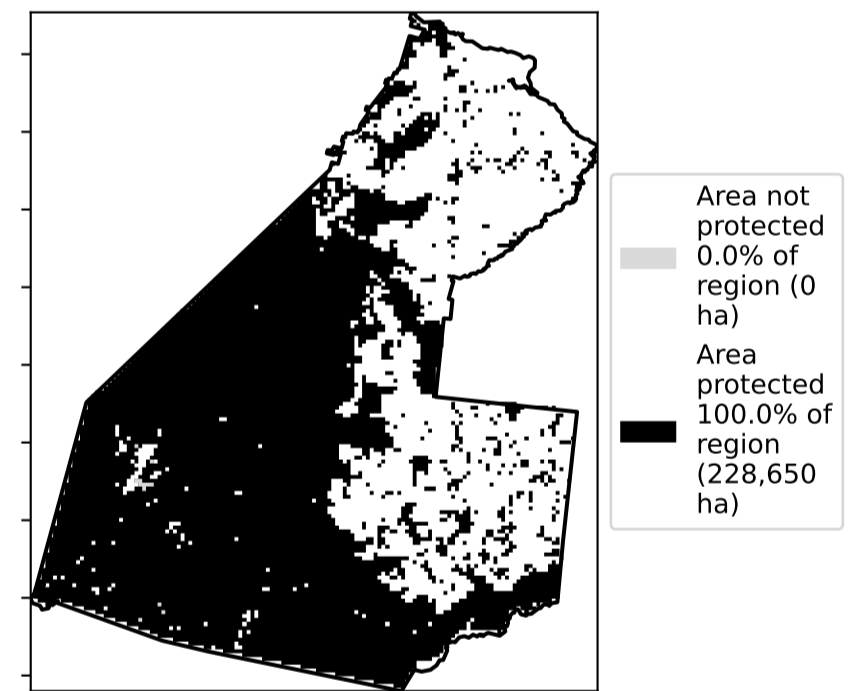 Area not
protected
0.0% of
region (0
ha)
Area
protected
100.0% of
region
(228,650
ha)